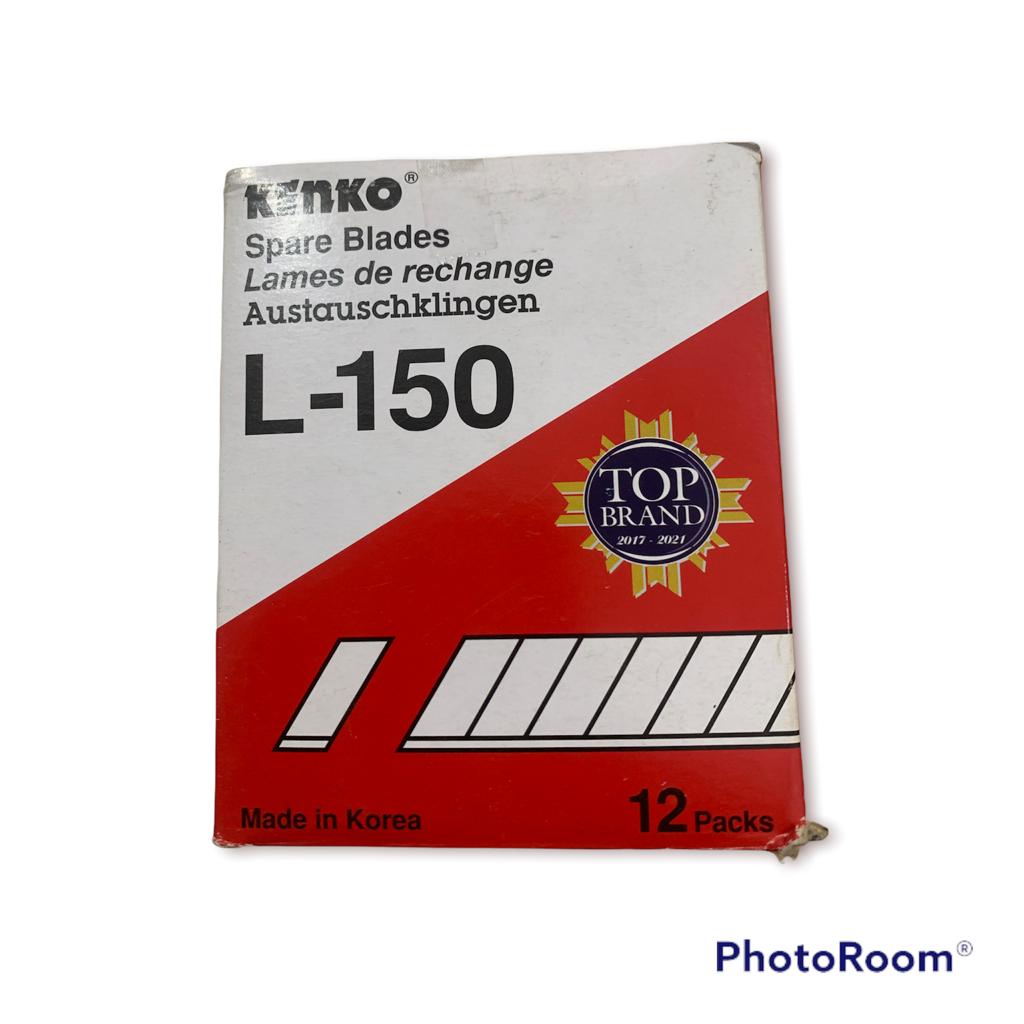 KENKO®
Spare Blades
Lames de rechange
Austauschklingen
L-150
TOP
BRAND
2017 - 2021
Made in Korea
12 Packs
PhotoRoom®